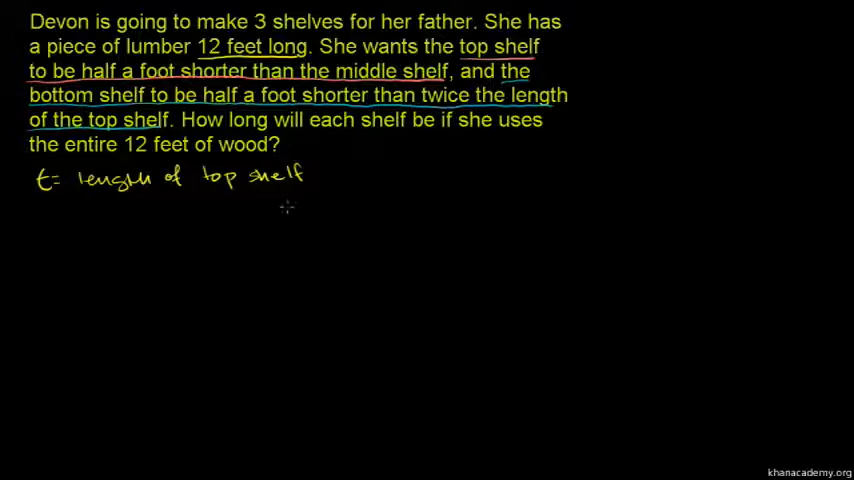 Devon is going to make 3 shelves for her father. She has
a piece of lumber 12 feet long. She wants the top shelf
to be half a foot shorter than the middle shelf, and the
bottom shelf to be half a foot shorter than twice the length
of the top shelf. How long will each shelf be if she uses
the entire 12 feet of wood?
t= length of top shelf
khanacademy.org